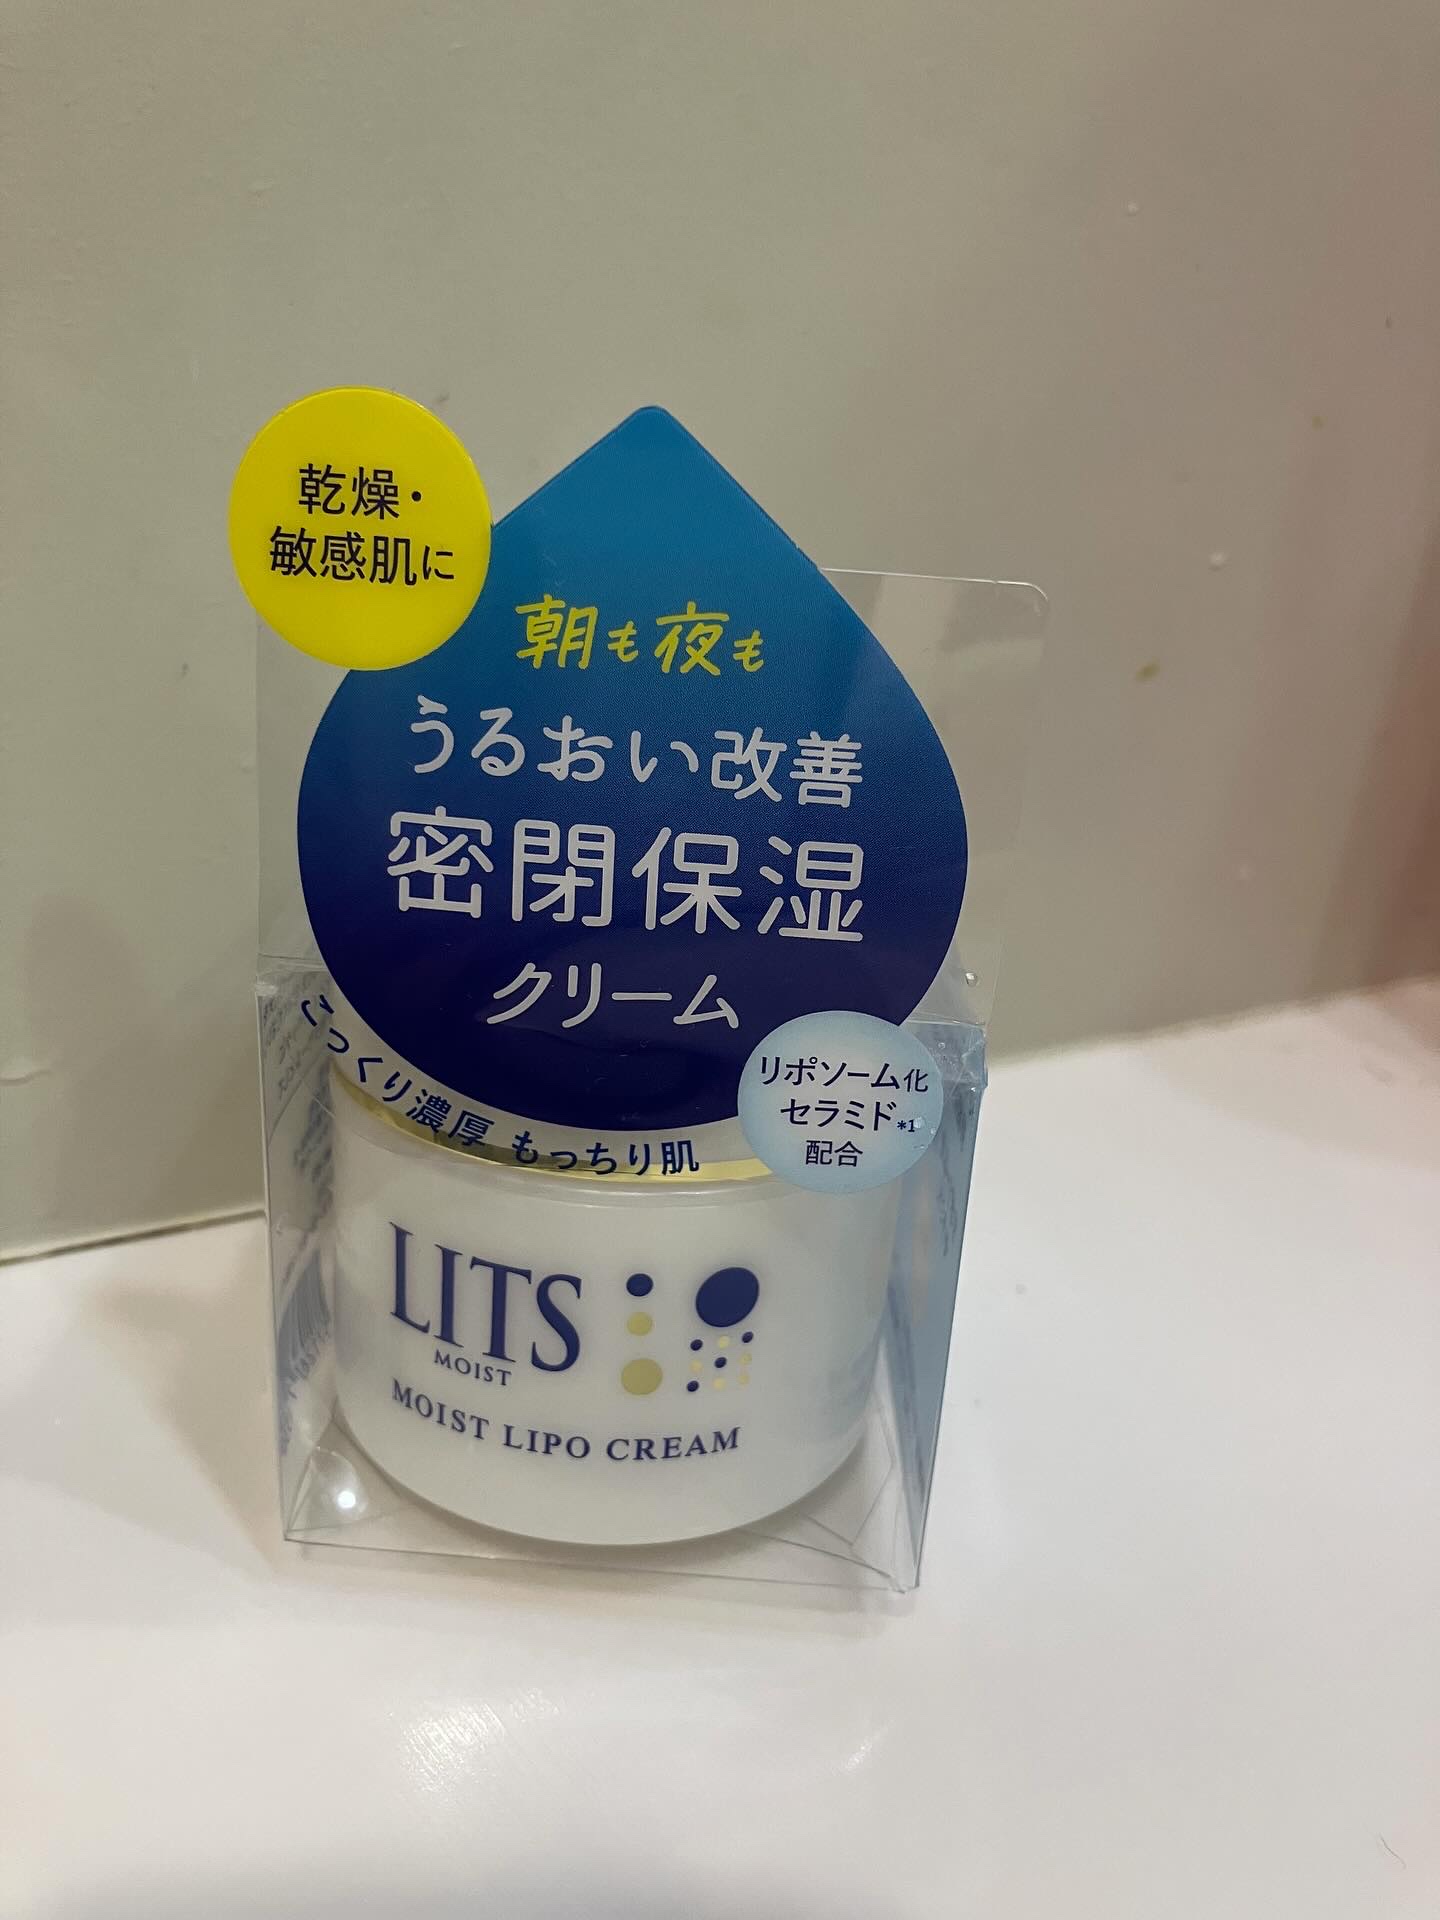 乾燥・
敏感肌に
朝も夜も
うるおい改善
密閉保湿
クリーム
こっくり濃厚 もっちり肌
リポソーム化
セラミド*1
配合
LITS
MOIST
MOIST LIPO CREAM